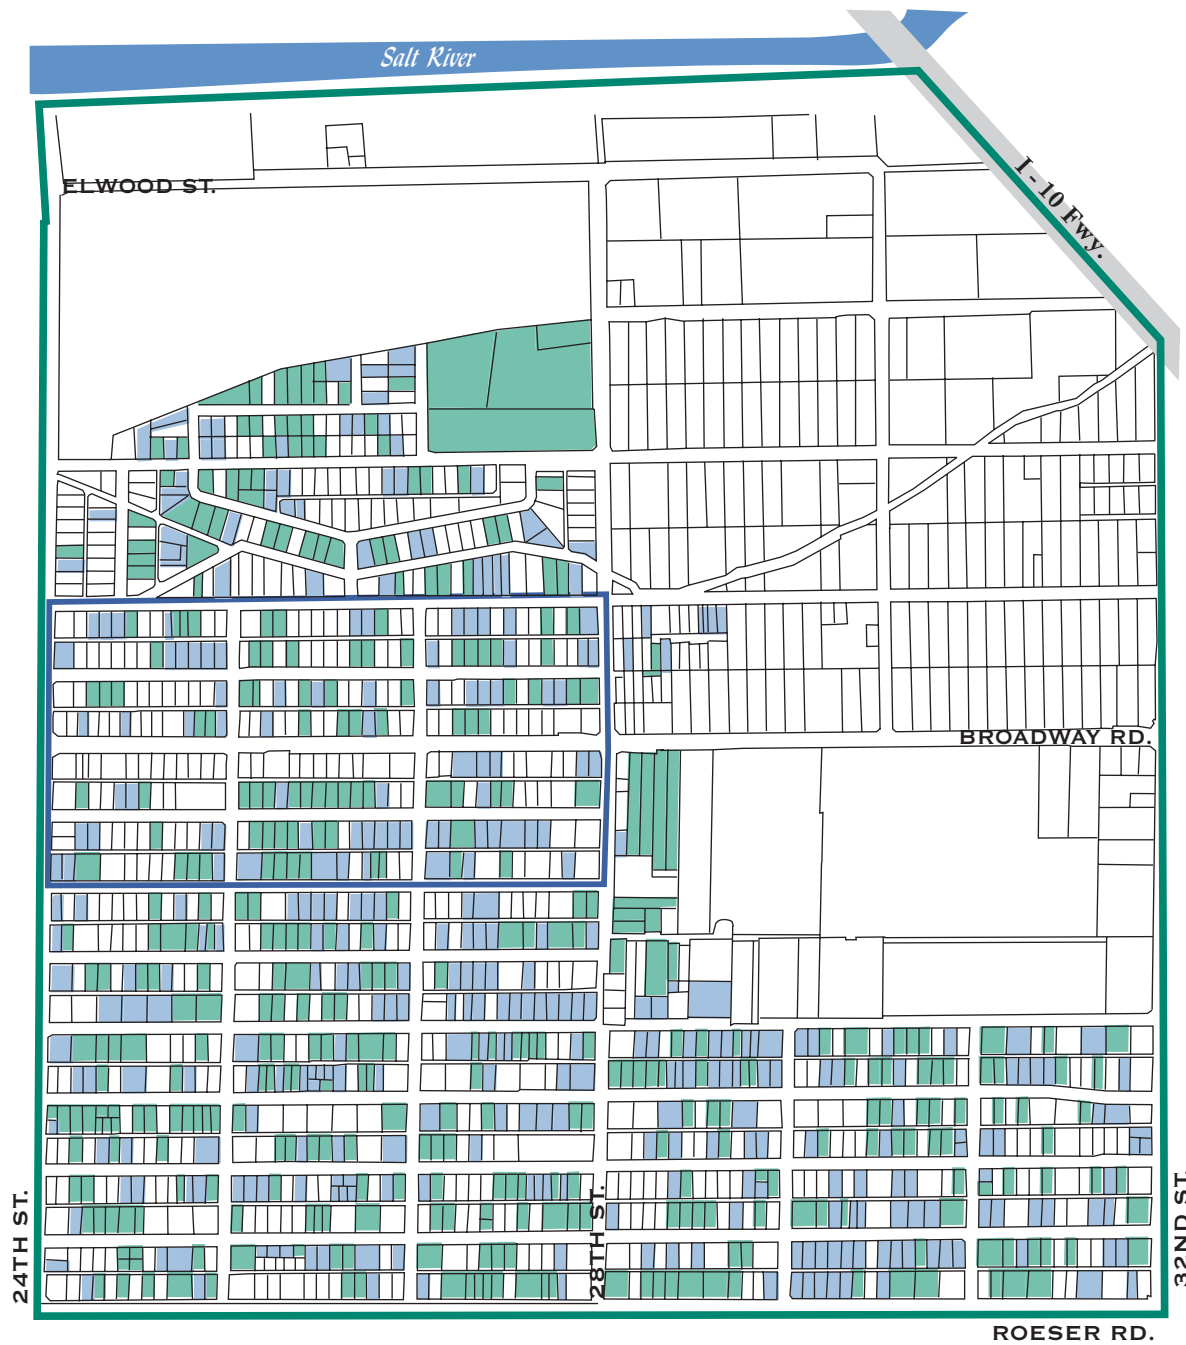 Salt River
ELWOOD ST.
I - 10 Fwy.
BROADWAY RD.
24TH ST.
28TH ST.
32ND ST.
ROESER RD.